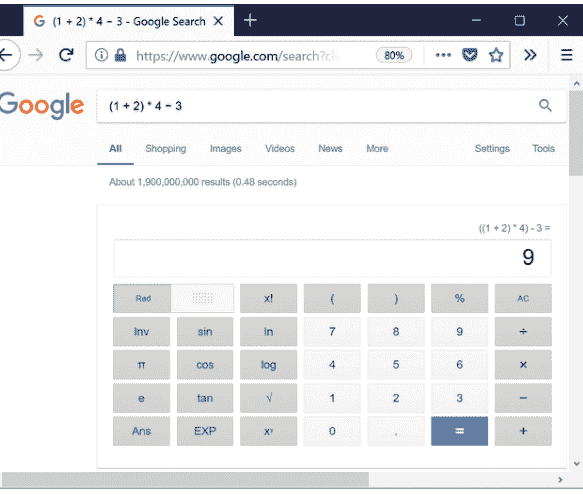 G (1 + 2) * 4 − 3 - Google Search ×
https://www.google.com/search?cli 80%
Google (1 + 2) * 4 − 3
All Shopping Images Videos News More Settings Tools
About 1,900,000,000 results (0.48 seconds)
((1 + 2) * 4) - 3 =
9
Rad x! ( ) % AC
Inv sin ln 7 8 9 ÷
π cos log 4 5 6 ×
e tan √ 1 2 3 −
Ans EXP xʸ 0 . = +